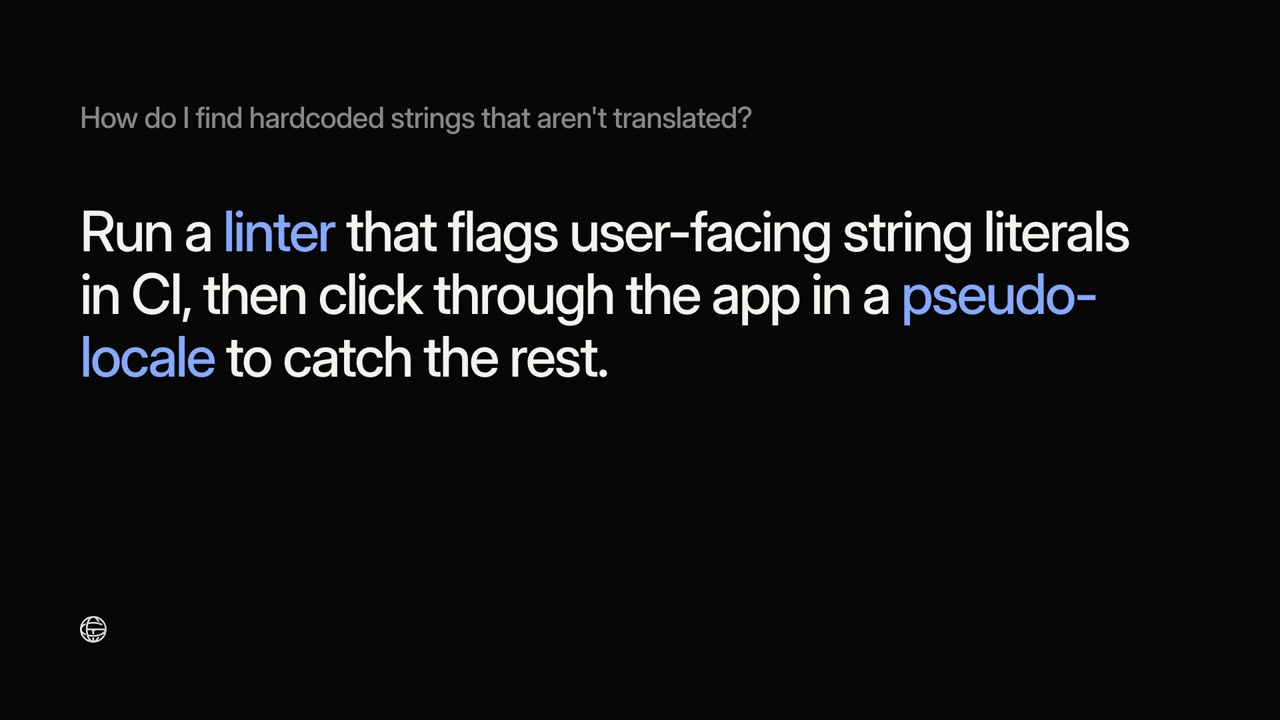 How do I find hardcoded strings that aren't translated?
Run a linter that flags user-facing string literals
in CI, then click through the app in a pseudo-
locale to catch the rest.